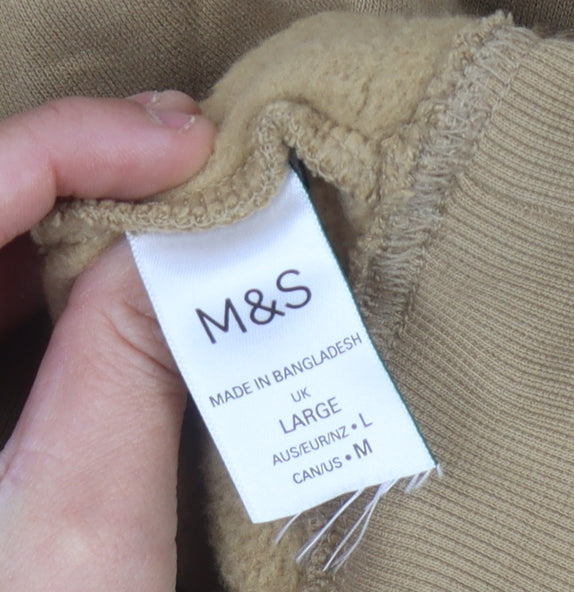 M&S
MADE IN BANGLADESH
UK
LARGE
AUS/EUR/NZ • L
CAN/US • M